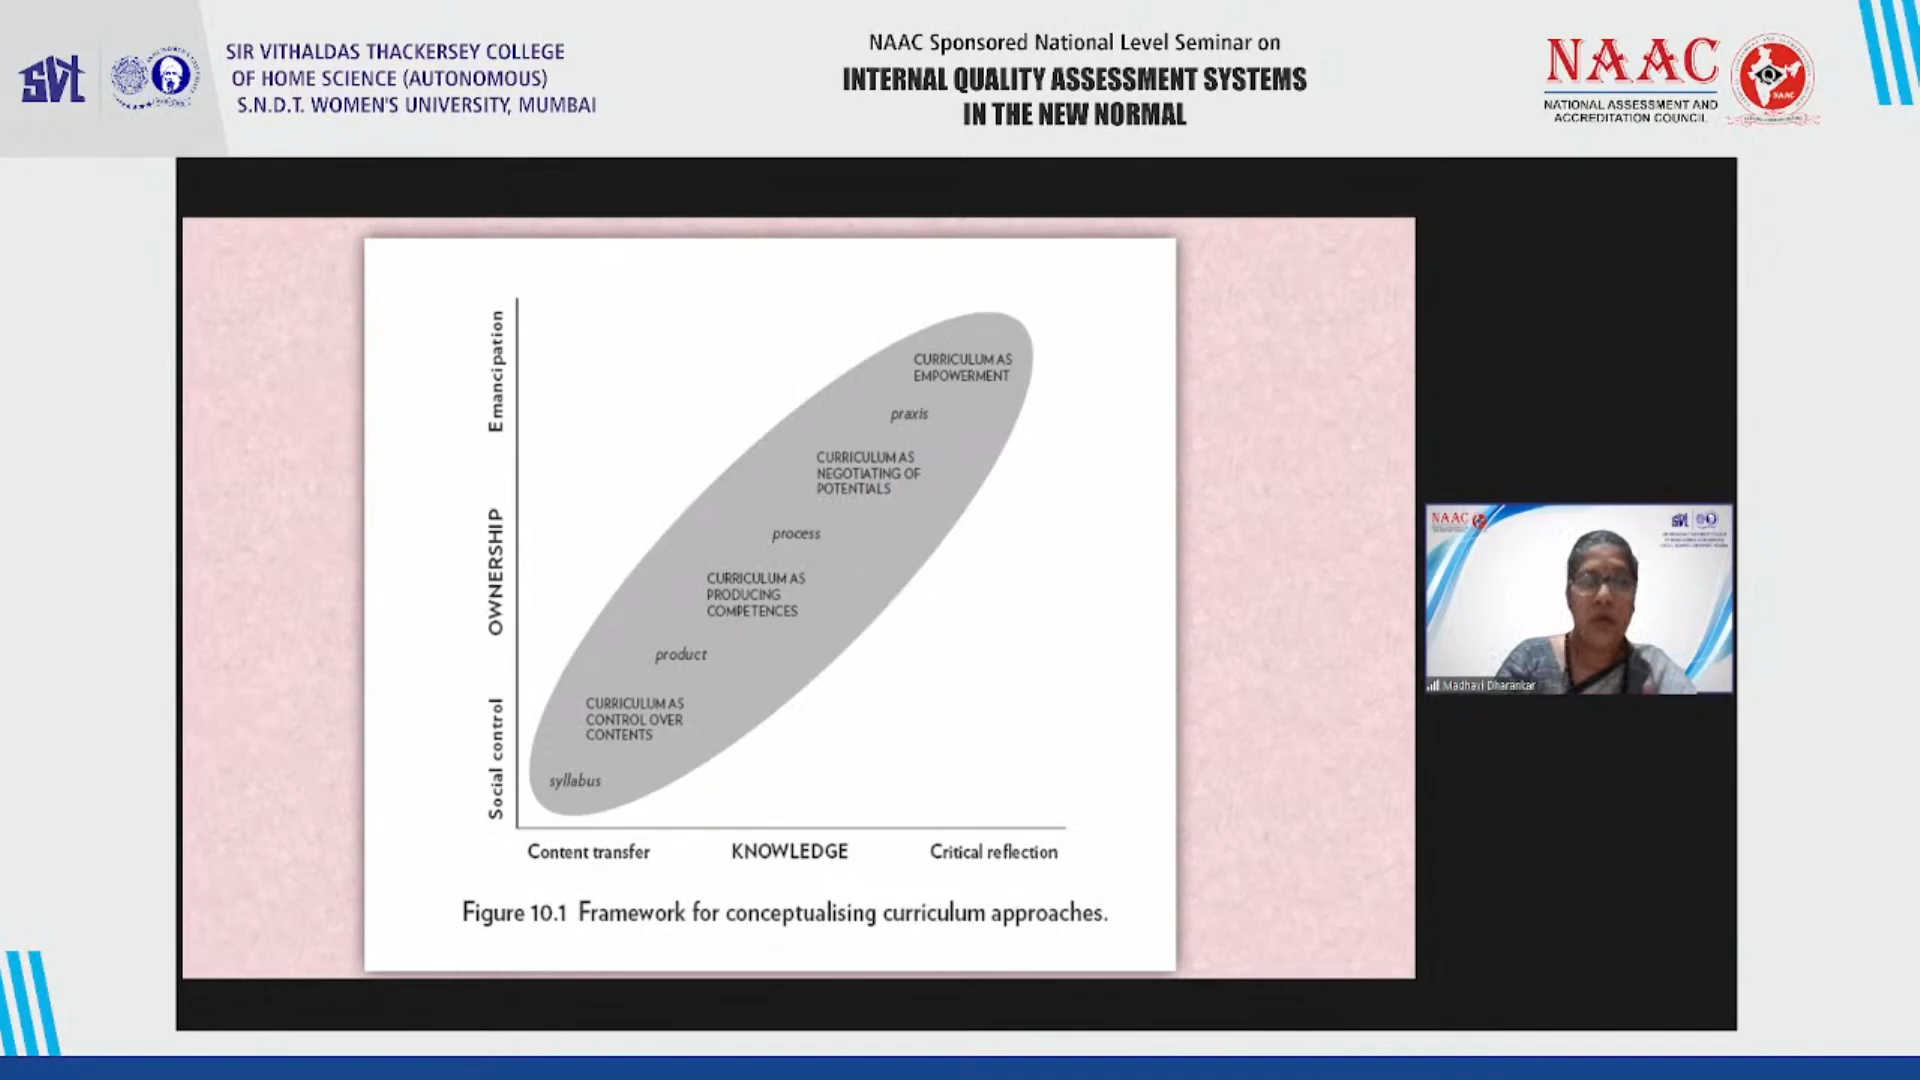 SIR VITHALDAS THACKERSEY COLLEGE
OF HOME SCIENCE (AUTONOMOUS)
S.N.D.T. WOMEN'S UNIVERSITY, MUMBAI
NAAC Sponsored National Level Seminar on
INTERNAL QUALITY ASSESSMENT SYSTEMS
IN THE NEW NORMAL
NAAC
NATIONAL ASSESSMENT AND
ACCREDITATION COUNCIL
NAAC
svt
Emancipation
OWNERSHIP
Social control
CURRICULUM AS
EMPOWERMENT
praxis
CURRICULUM AS
NEGOTIATING OF
POTENTIALS
process
CURRICULUM AS
PRODUCING
COMPETENCES
product
CURRICULUM AS
CONTROL OVER
CONTENTS
syllabus
Content transfer
KNOWLEDGE
Critical reflection
Figure 10.1 Framework for conceptualising curriculum approaches.
NAAC
svt
Madhavi Dharankar